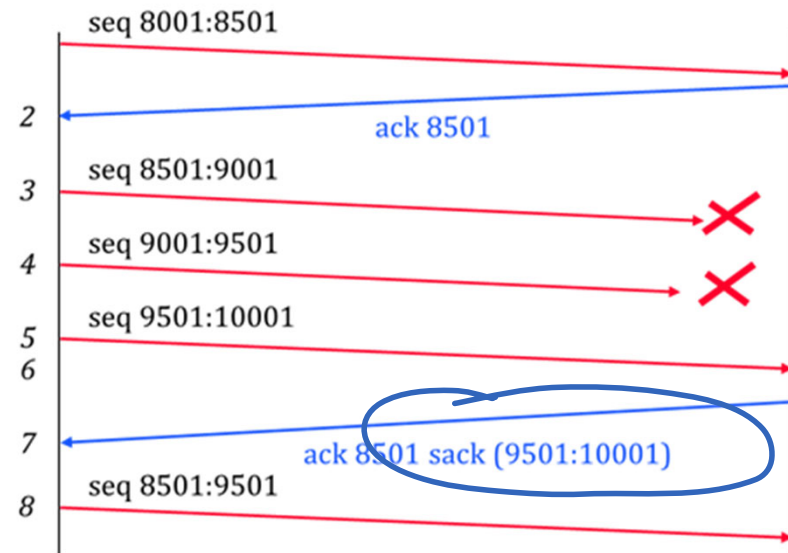 seq 8001:8501
2
ack 8501
seq 8501:9001
3
seq 9001:9501
4
seq 9501:10001
5
6
7
ack 8501 sack (9501:10001)
seq 8501:9501
8